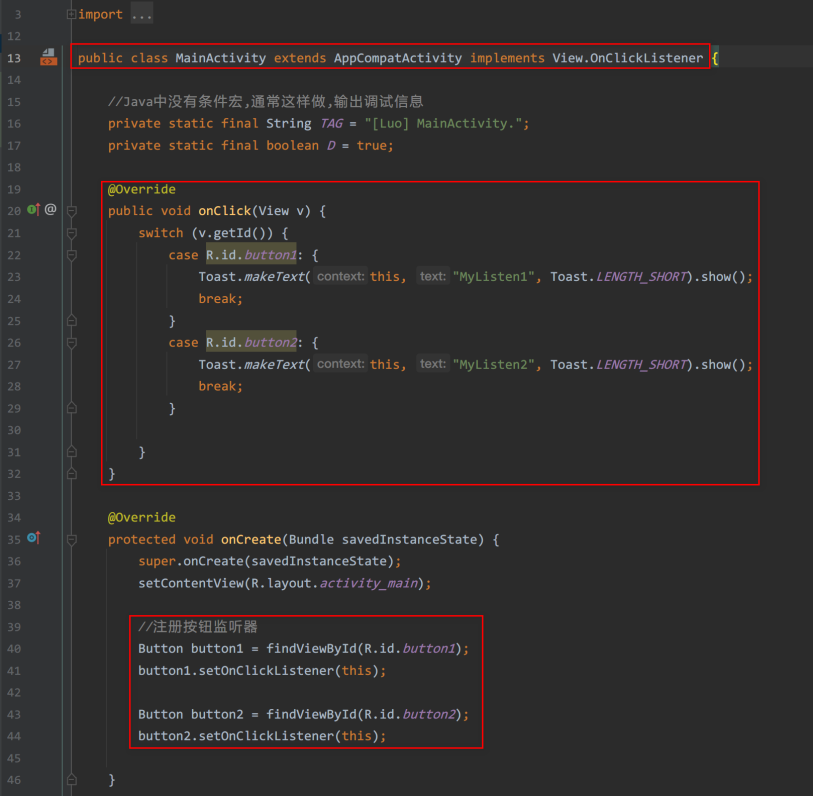 3 import ...
12
13 public class MainActivity extends AppCompatActivity implements View.OnClickListener {
14
15 //Java中没有条件宏,通常这样做,输出调试信息
16 private static final String TAG = "[Luo] MainActivity.";
17 private static final boolean D = true;
18
19 @Override
20 @ public void onClick(View v) {
21 switch (v.getId()) {
22 case R.id.button1: {
23 Toast.makeText( context: this, text: "MyListen1", Toast.LENGTH_SHORT).show();
24 break;
25 }
26 case R.id.button2: {
27 Toast.makeText( context: this, text: "MyListen2", Toast.LENGTH_SHORT).show();
28 break;
29 }
30
31 }
32 }
33
34 @Override
35 protected void onCreate(Bundle savedInstanceState) {
36 super.onCreate(savedInstanceState);
37 setContentView(R.layout.activity_main);
38
39 //注册按钮监听器
40 Button button1 = findViewById(R.id.button1);
41 button1.setOnClickListener(this);
42
43 Button button2 = findViewById(R.id.button2);
44 button2.setOnClickListener(this);
45
46 }